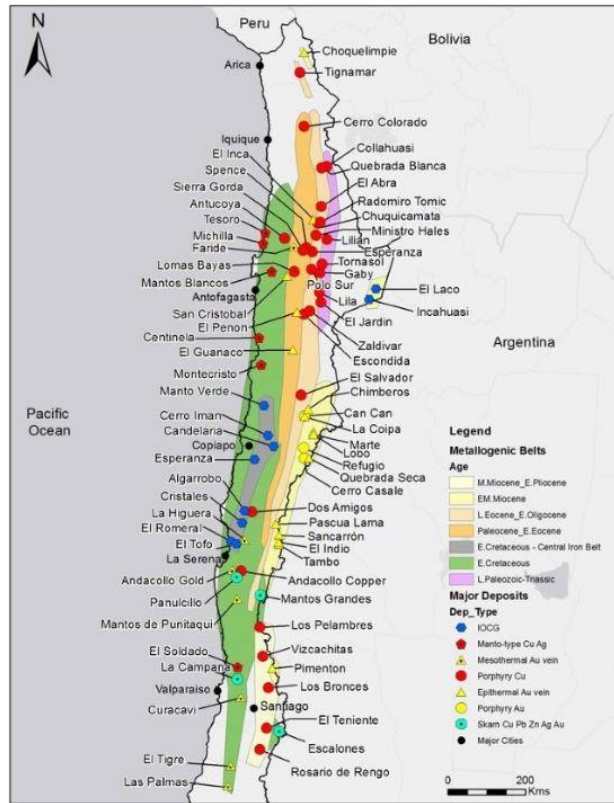 N
Peru
Bolivia
Choquelimpie
Arica
Tignamar
Cerro Colorado
Iquique
El Inca
Collahuasi
Spence
Quebrada Blanca
Sierra Gorda
El Abra
Antucoya
Radomiro Tomic
Tesoro
Chuquicamata
Michilla
Ministro Hales
Faride
Lilian
Esperanza
Lomas Bayas
Tornasol
Mantos Blancos
Gaby
El Laco
Antofagasta
Polo Sur
Incahuasi
San Cristobal
Lila
El Penon
El Jardin
Centinela
Zaldivar
Argentina
El Guanaco
Escondida
Montecristo
El Salvador
Manto Verde
Chimberos
Pacific
Ocean
Cerro Iman
Can Can
Candelaria
La Coipa
Copiapo
Marte
Esperanza
Lobo
Refugio
Algarrobo
Quebrada Seca
Cristales
Cerro Casale
La Higuera
Dos Amigos
El Romeral
Pascua Lama
El Tofo
Sancarrón
La Serena
El Indio
Tambo
Andacollo Gold
Andacollo Copper
Panulcillo
Mantos Grandes
Mantos de Punitaqui
Los Pelambres
El Soldado
Vizcachitas
La Campana
Pimenton
Valparaiso
Los Bronces
Curacavi
Santiago
El Teniente
El Tigre
Escalones
Las Palmas
Rosario de Rengo
Legend
Metallogenic Belts
Age
M.Miocene_E.Pliocene
EM.Miocene
L.Eocene_E.Oligocene
Paleocene_E.Eocene
E.Cretaceous - Central Iron Belt
E.Cretaceous
L.Paleozoic-Triassic
Major Deposits
Dep_Type
IOCG
Manto-type Cu Ag
Mesothermal Au vein
Porphyry Cu
Epithermal Au vein
Porphyry Au
Skarn Cu Pb Zn Ag Au
Major Cities
0
200
Kms